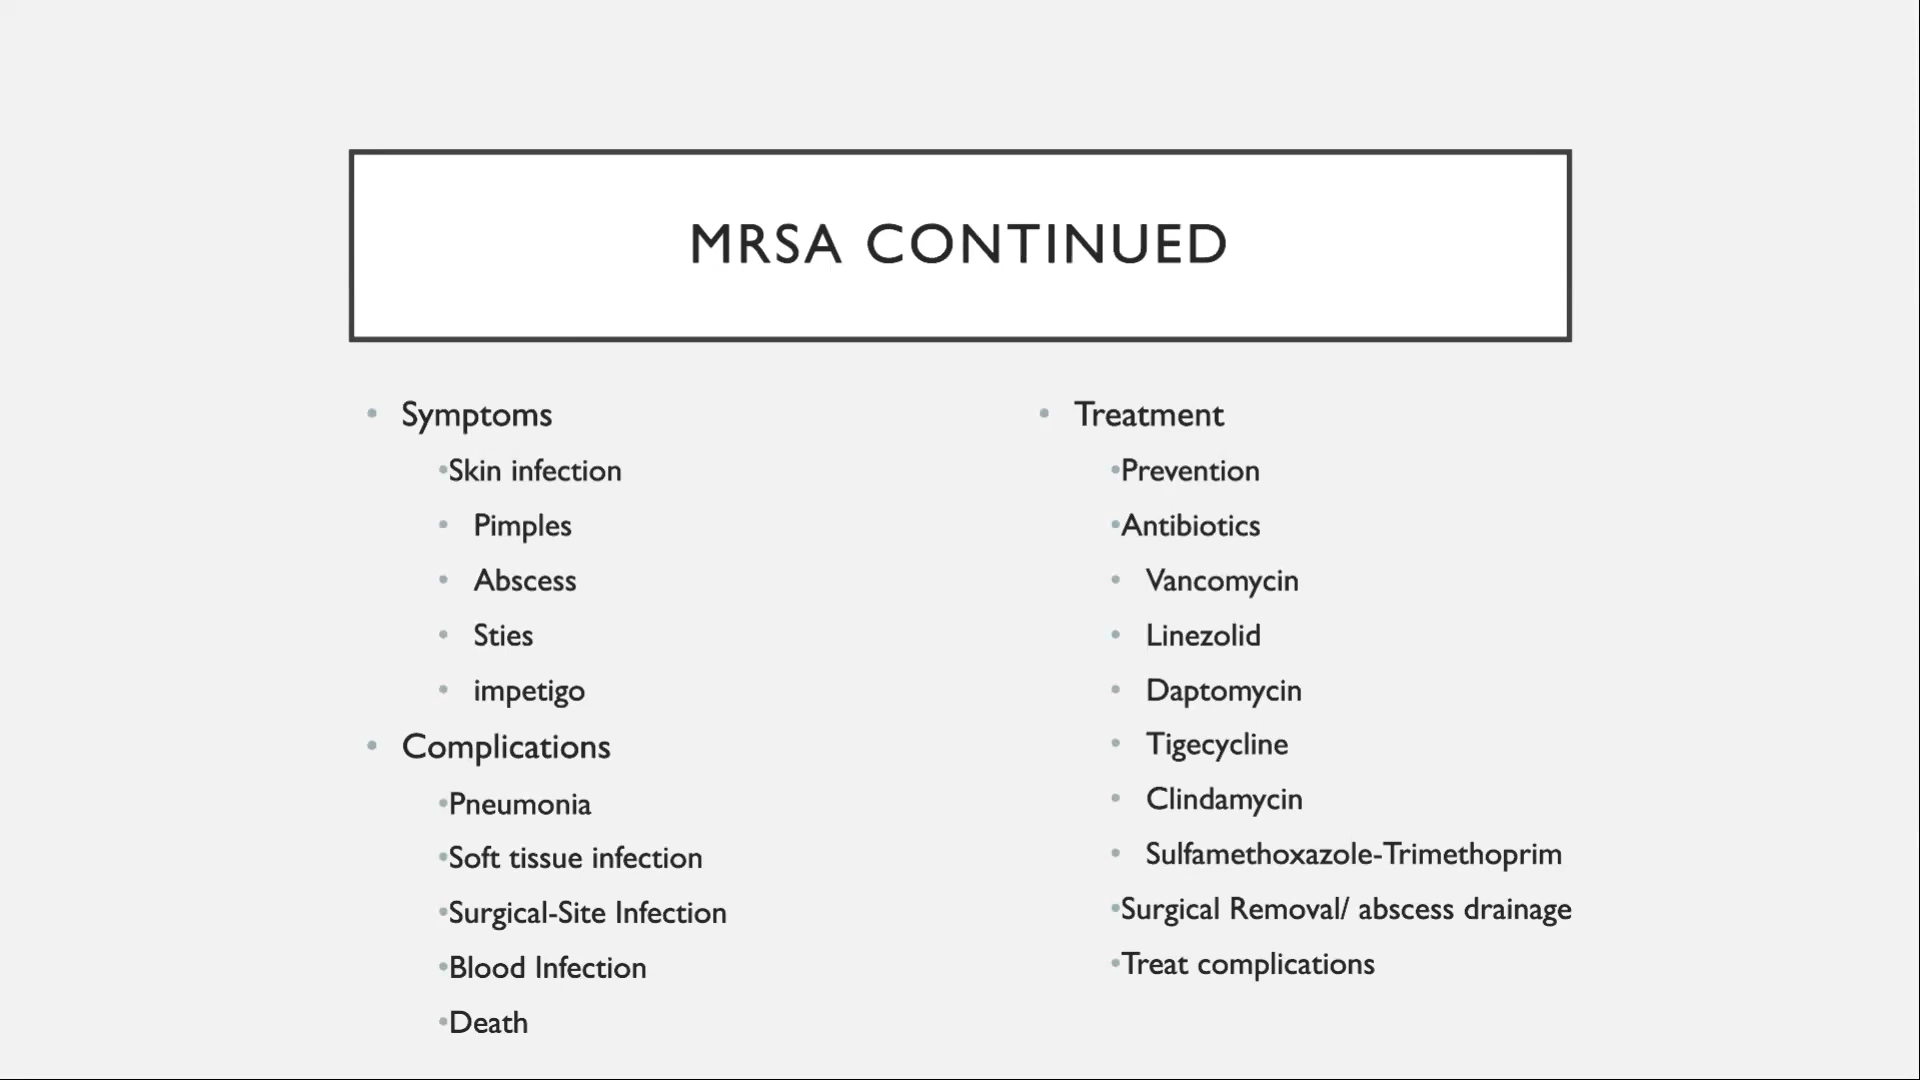 MRSA CONTINUED
• Symptoms
•Skin infection
• Pimples
• Abscess
• Sties
• impetigo
• Complications
•Pneumonia
•Soft tissue infection
•Surgical-Site Infection
•Blood Infection
•Death
• Treatment
•Prevention
•Antibiotics
• Vancomycin
• Linezolid
• Daptomycin
• Tigecycline
• Clindamycin
• Sulfamethoxazole-Trimethoprim
•Surgical Removal/ abscess drainage
•Treat complications